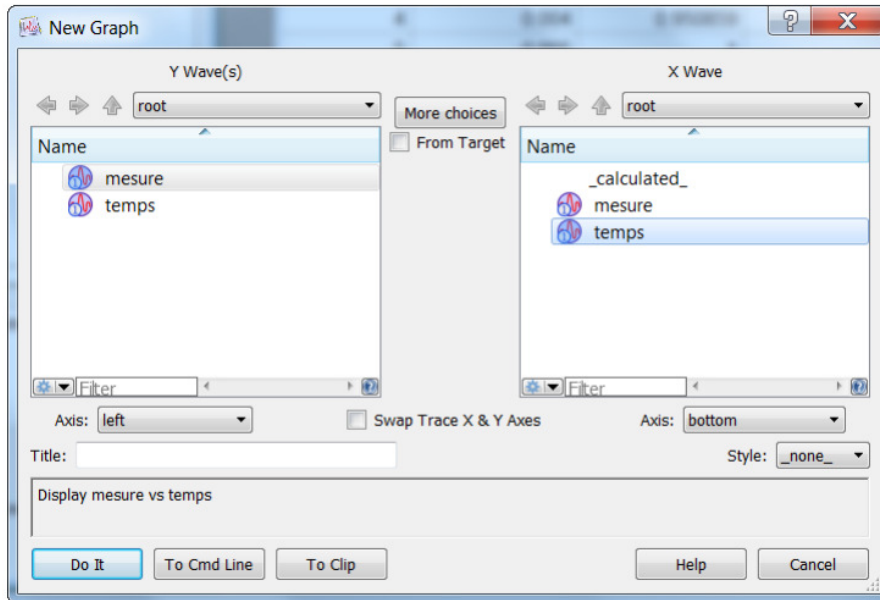 New Graph
Y Wave(s)
X Wave
root
More choices
root
From Target
Name
Name
mesure
temps
_calculated_
mesure
temps
Filter
Filter
Axis: left
Swap Trace X & Y Axes
Axis: bottom
Title:
Style: _none_
Display mesure vs temps
Do It
To Cmd Line
To Clip
Help
Cancel